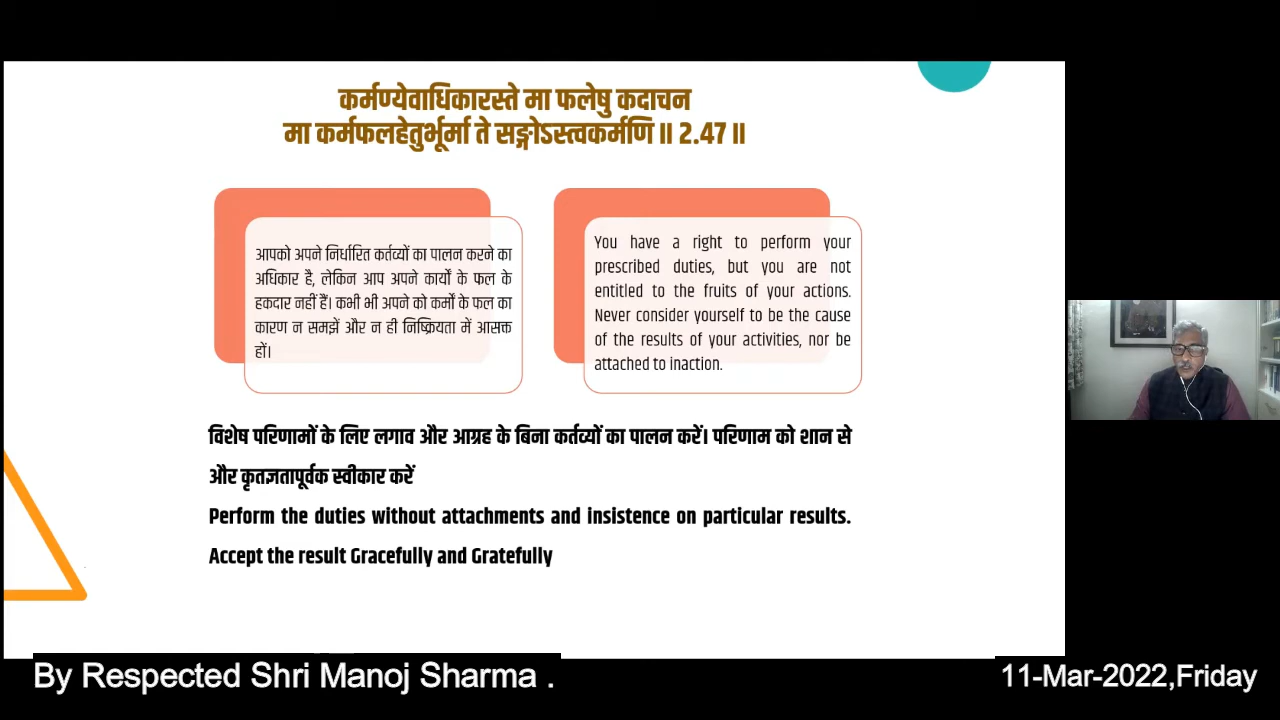 कर्मण्येवाधिकारस्ते मा फलेषु कदाचन
मा कर्मफलहेतुर्भूर्मा ते सङ्गोऽस्त्वकर्मणि ॥ 2.47 ॥
आपको अपने निर्धारित कर्तव्यों का पालन करने का
अधिकार है, लेकिन आप अपने कार्यों के फल के
हकदार नहीं हैं। कभी भी अपने को कर्मों के फल का
कारण न समझें और न ही निष्क्रियता में आसक्त
हों।
You have a right to perform your
prescribed duties, but you are not
entitled to the fruits of your actions.
Never consider yourself to be the cause
of the results of your activities, nor be
attached to inaction.
विशेष परिणामों के लिए लगाव और आग्रह के बिना कर्तव्यों का पालन करें। परिणाम को शान से
और कृतज्ञतापूर्वक स्वीकार करें
Perform the duties without attachments and insistence on particular results.
Accept the result Gracefully and Gratefully
By Respected Shri Manoj Sharma .
11-Mar-2022,Friday